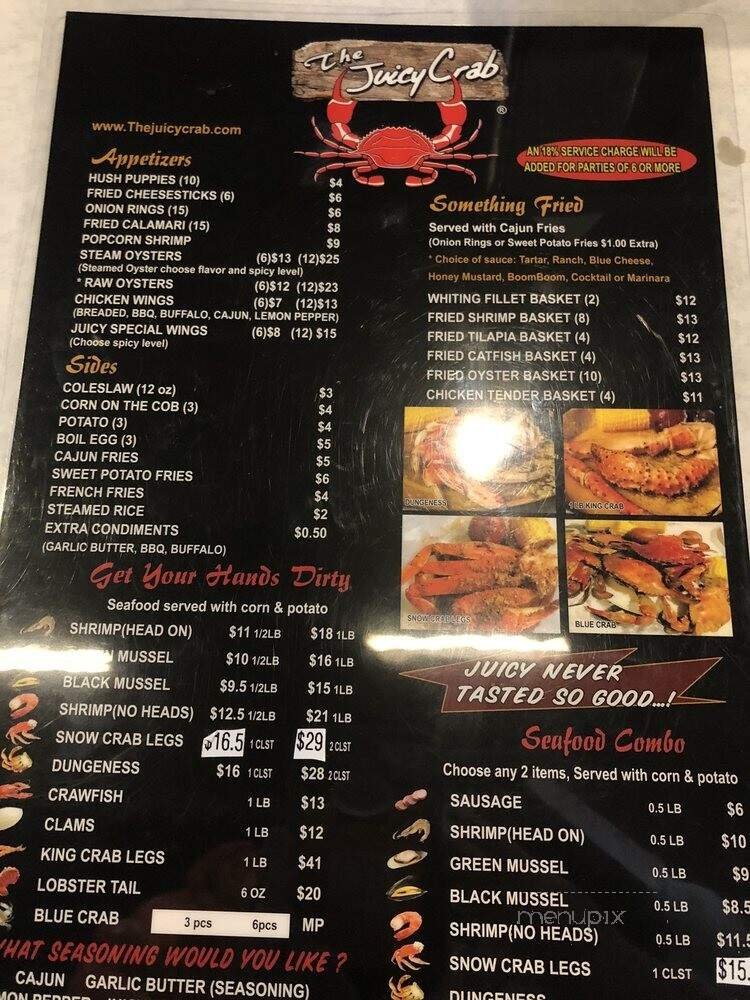 The
Juicy Crab
®
www.Thejuicycrab.com
AN 18% SERVICE CHARGE WILL BE
ADDED FOR PARTIES OF 6 OR MORE
Appetizers
HUSH PUPPIES (10) $4
FRIED CHEESESTICKS (6) $6
ONION RINGS (15) $6
FRIED CALAMARI (15) $8
POPCORN SHRIMP $9
STEAM OYSTERS (6)$13 (12)$25
(Steamed Oyster choose flavor and spicy level)
* RAW OYSTERS (6)$12 (12)$23
CHICKEN WINGS (6)$7 (12)$13
(BREADED, BBQ, BUFFALO, CAJUN, LEMON PEPPER)
JUICY SPECIAL WINGS (6)$8 (12) $15
(Choose spicy level)
Sides
COLESLAW (12 oz) $3
CORN ON THE COB (3) $4
POTATO (3) $4
BOIL EGG (3) $5
CAJUN FRIES $5
SWEET POTATO FRIES $6
FRENCH FRIES $4
STEAMED RICE $2
EXTRA CONDIMENTS $0.50
(GARLIC BUTTER, BBQ, BUFFALO)
Get Your Hands Dirty
Seafood served with corn & potato
SHRIMP(HEAD ON) $11 1/2LB $18 1LB
MUSSEL $10 1/2LB $16 1LB
BLACK MUSSEL $9.5 1/2LB $15 1LB
SHRIMP(NO HEADS) $12.5 1/2LB $21 1LB
SNOW CRAB LEGS $16.5 1 CLST $29 2 CLST
DUNGENESS $16 1 CLST $28 2 CLST
CRAWFISH 1 LB $13
CLAMS 1 LB $12
KING CRAB LEGS 1 LB $41
LOBSTER TAIL 6 OZ $20
BLUE CRAB 3 pcs 6pcs MP
WHAT SEASONING WOULD YOU LIKE ?
CAJUN GARLIC BUTTER (SEASONING)
Something Fried
Served with Cajun Fries
(Onion Rings or Sweet Potato Fries $1.00 Extra)
* Choice of sauce: Tartar, Ranch, Blue Cheese,
Honey Mustard, BoomBoom, Cocktail or Marinara
WHITING FILLET BASKET (2) $12
FRIED SHRIMP BASKET (8) $13
FRIED TILAPIA BASKET (4) $12
FRIED CATFISH BASKET (4) $13
FRIED OYSTER BASKET (10) $13
CHICKEN TENDER BASKET (4) $11
DUNGENESS
1 LB KING CRAB
SNOW CRAB LEGS
BLUE CRAB
JUICY NEVER
TASTED SO GOOD...!
Seafood Combo
Choose any 2 items, Served with corn & potato
SAUSAGE 0.5 LB $6
SHRIMP(HEAD ON) 0.5 LB $10
GREEN MUSSEL 0.5 LB $9
BLACK MUSSEL 0.5 LB $8.5
menupix
SHRIMP(NO HEADS) 0.5 LB $11.5
SNOW CRAB LEGS 1 CLST $15.
DUNGENESS